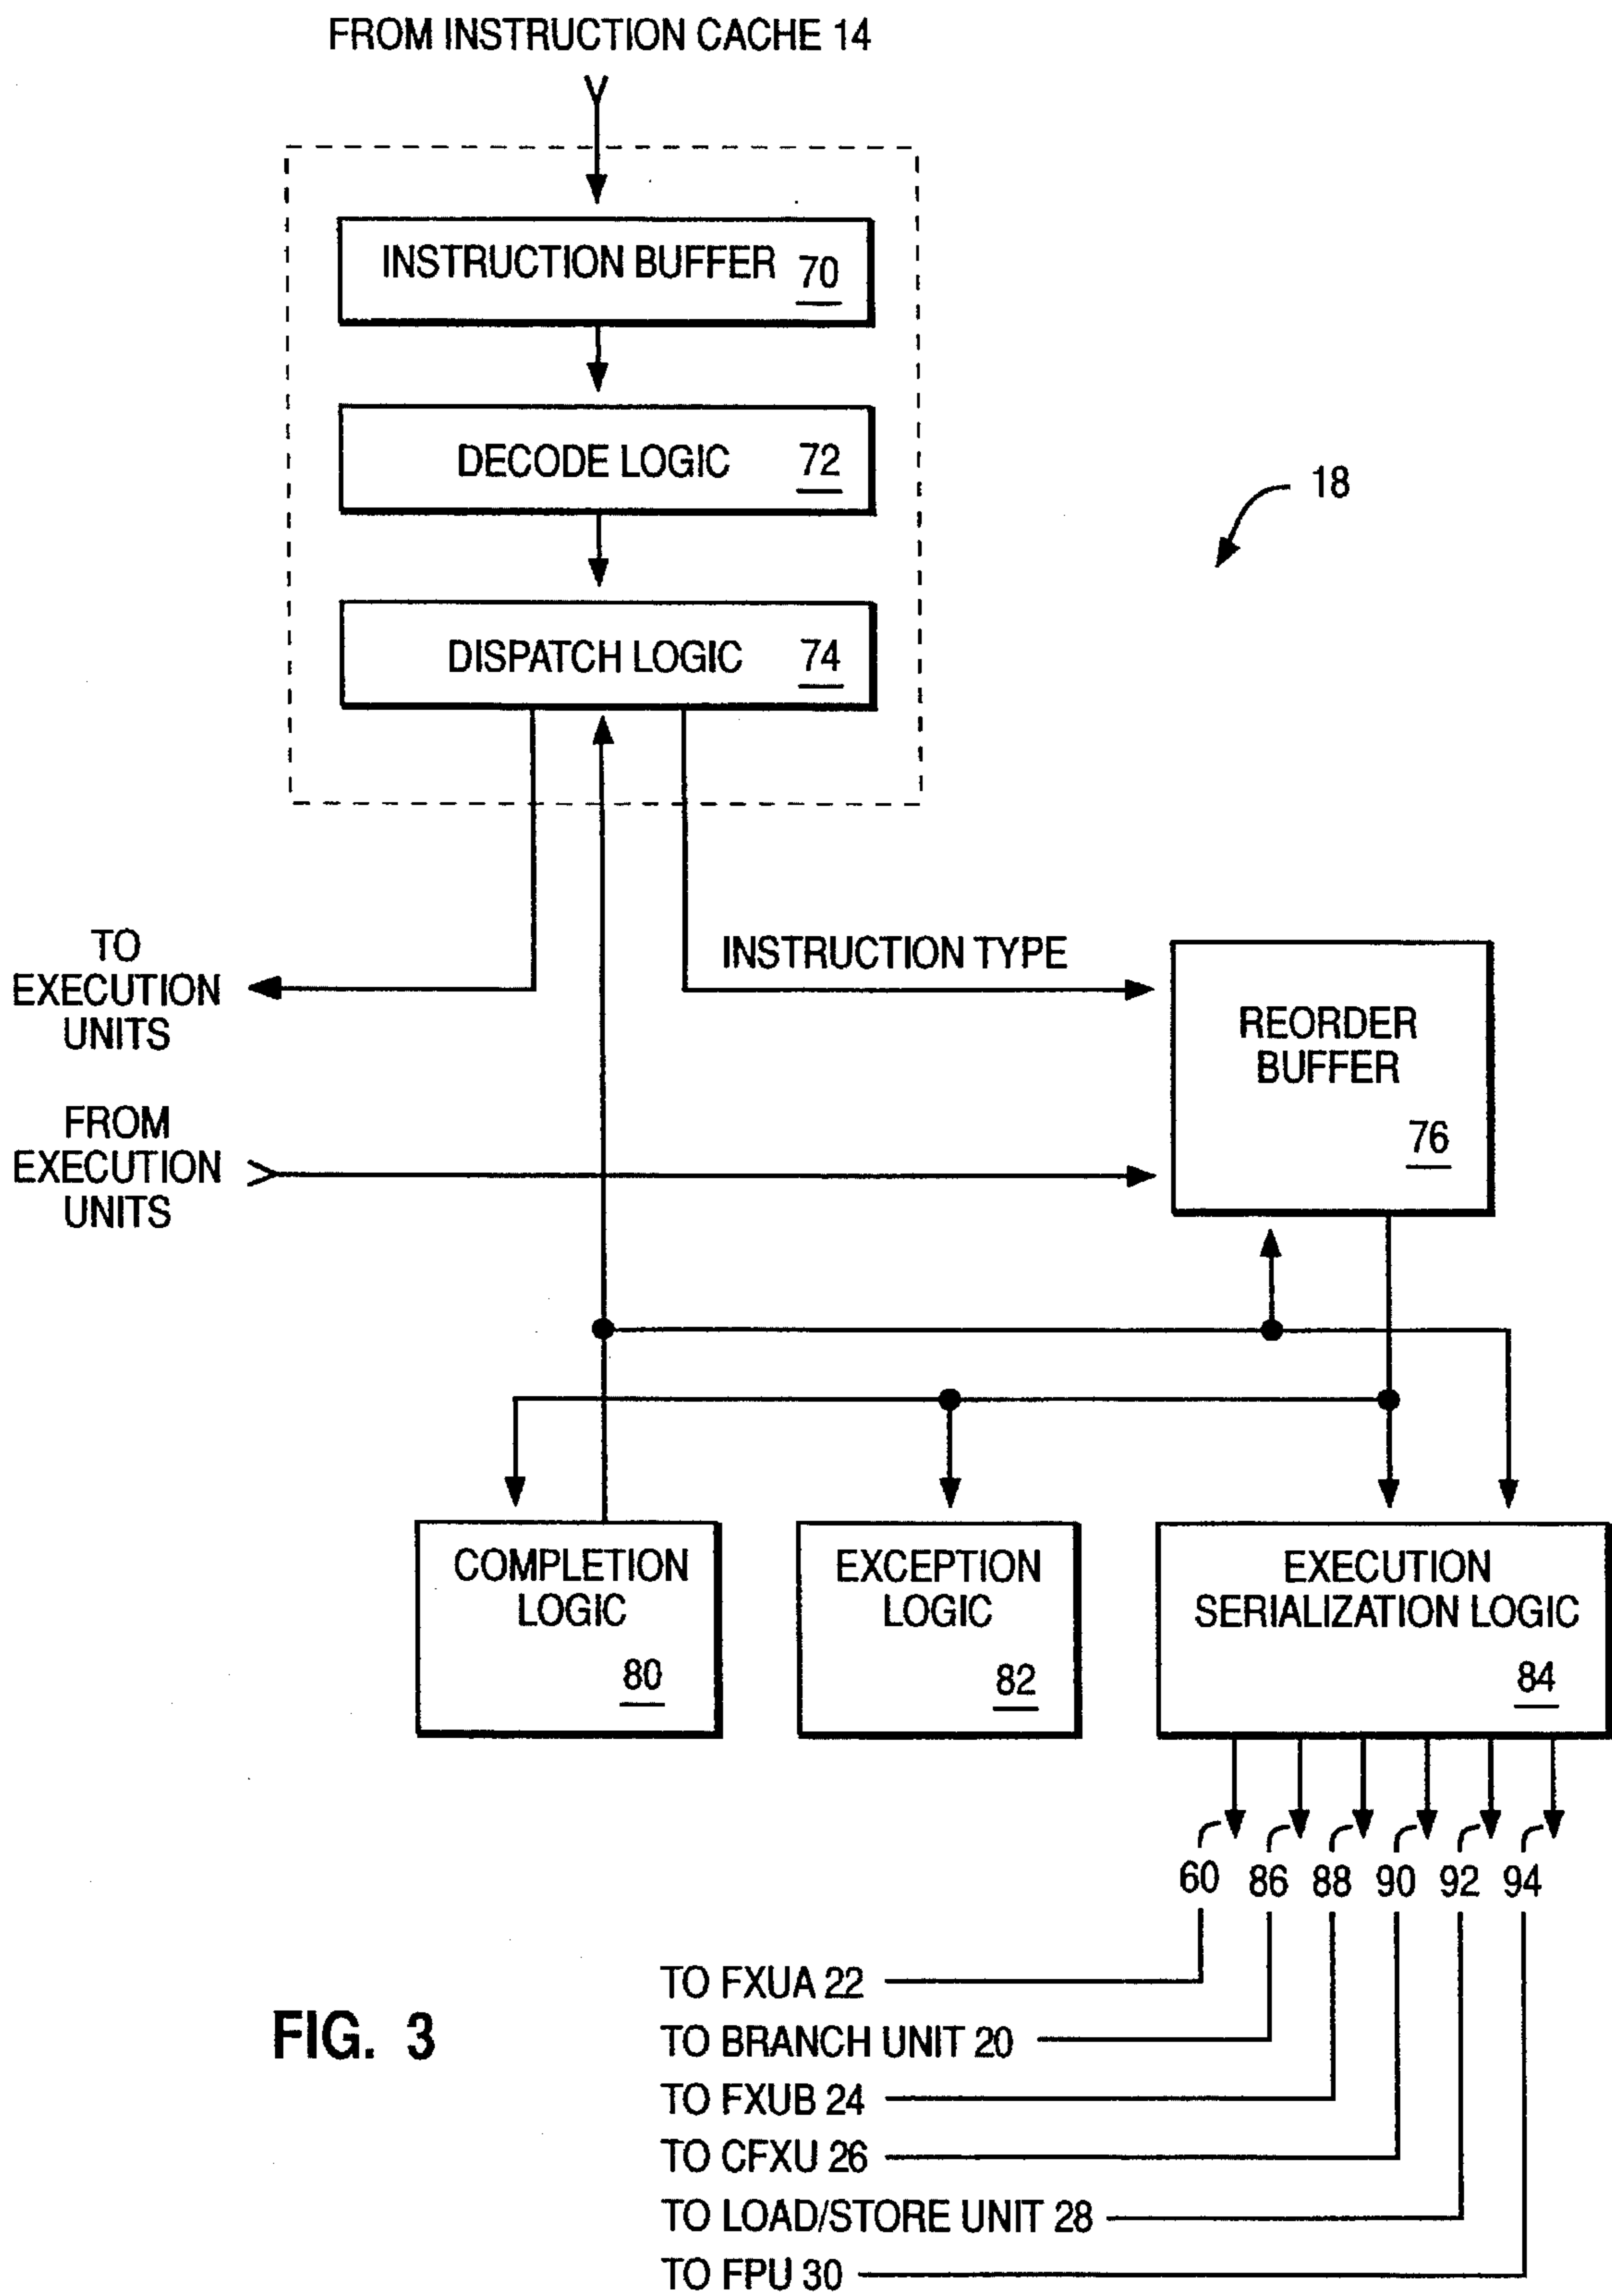 FROM INSTRUCTION CACHE 14
INSTRUCTION BUFFER 70
DECODE LOGIC 72
18
DISPATCH LOGIC 74
TO
EXECUTION
UNITS
INSTRUCTION TYPE
REORDER
BUFFER
76
FROM
EXECUTION
UNITS
COMPLETION
LOGIC
80
EXCEPTION
LOGIC
82
EXECUTION
SERIALIZATION LOGIC
84
60 86 88 90 92 94
TO FXUA 22
TO BRANCH UNIT 20
TO FXUB 24
TO CFXU 26
TO LOAD/STORE UNIT 28
TO FPU 30
FIG. 3